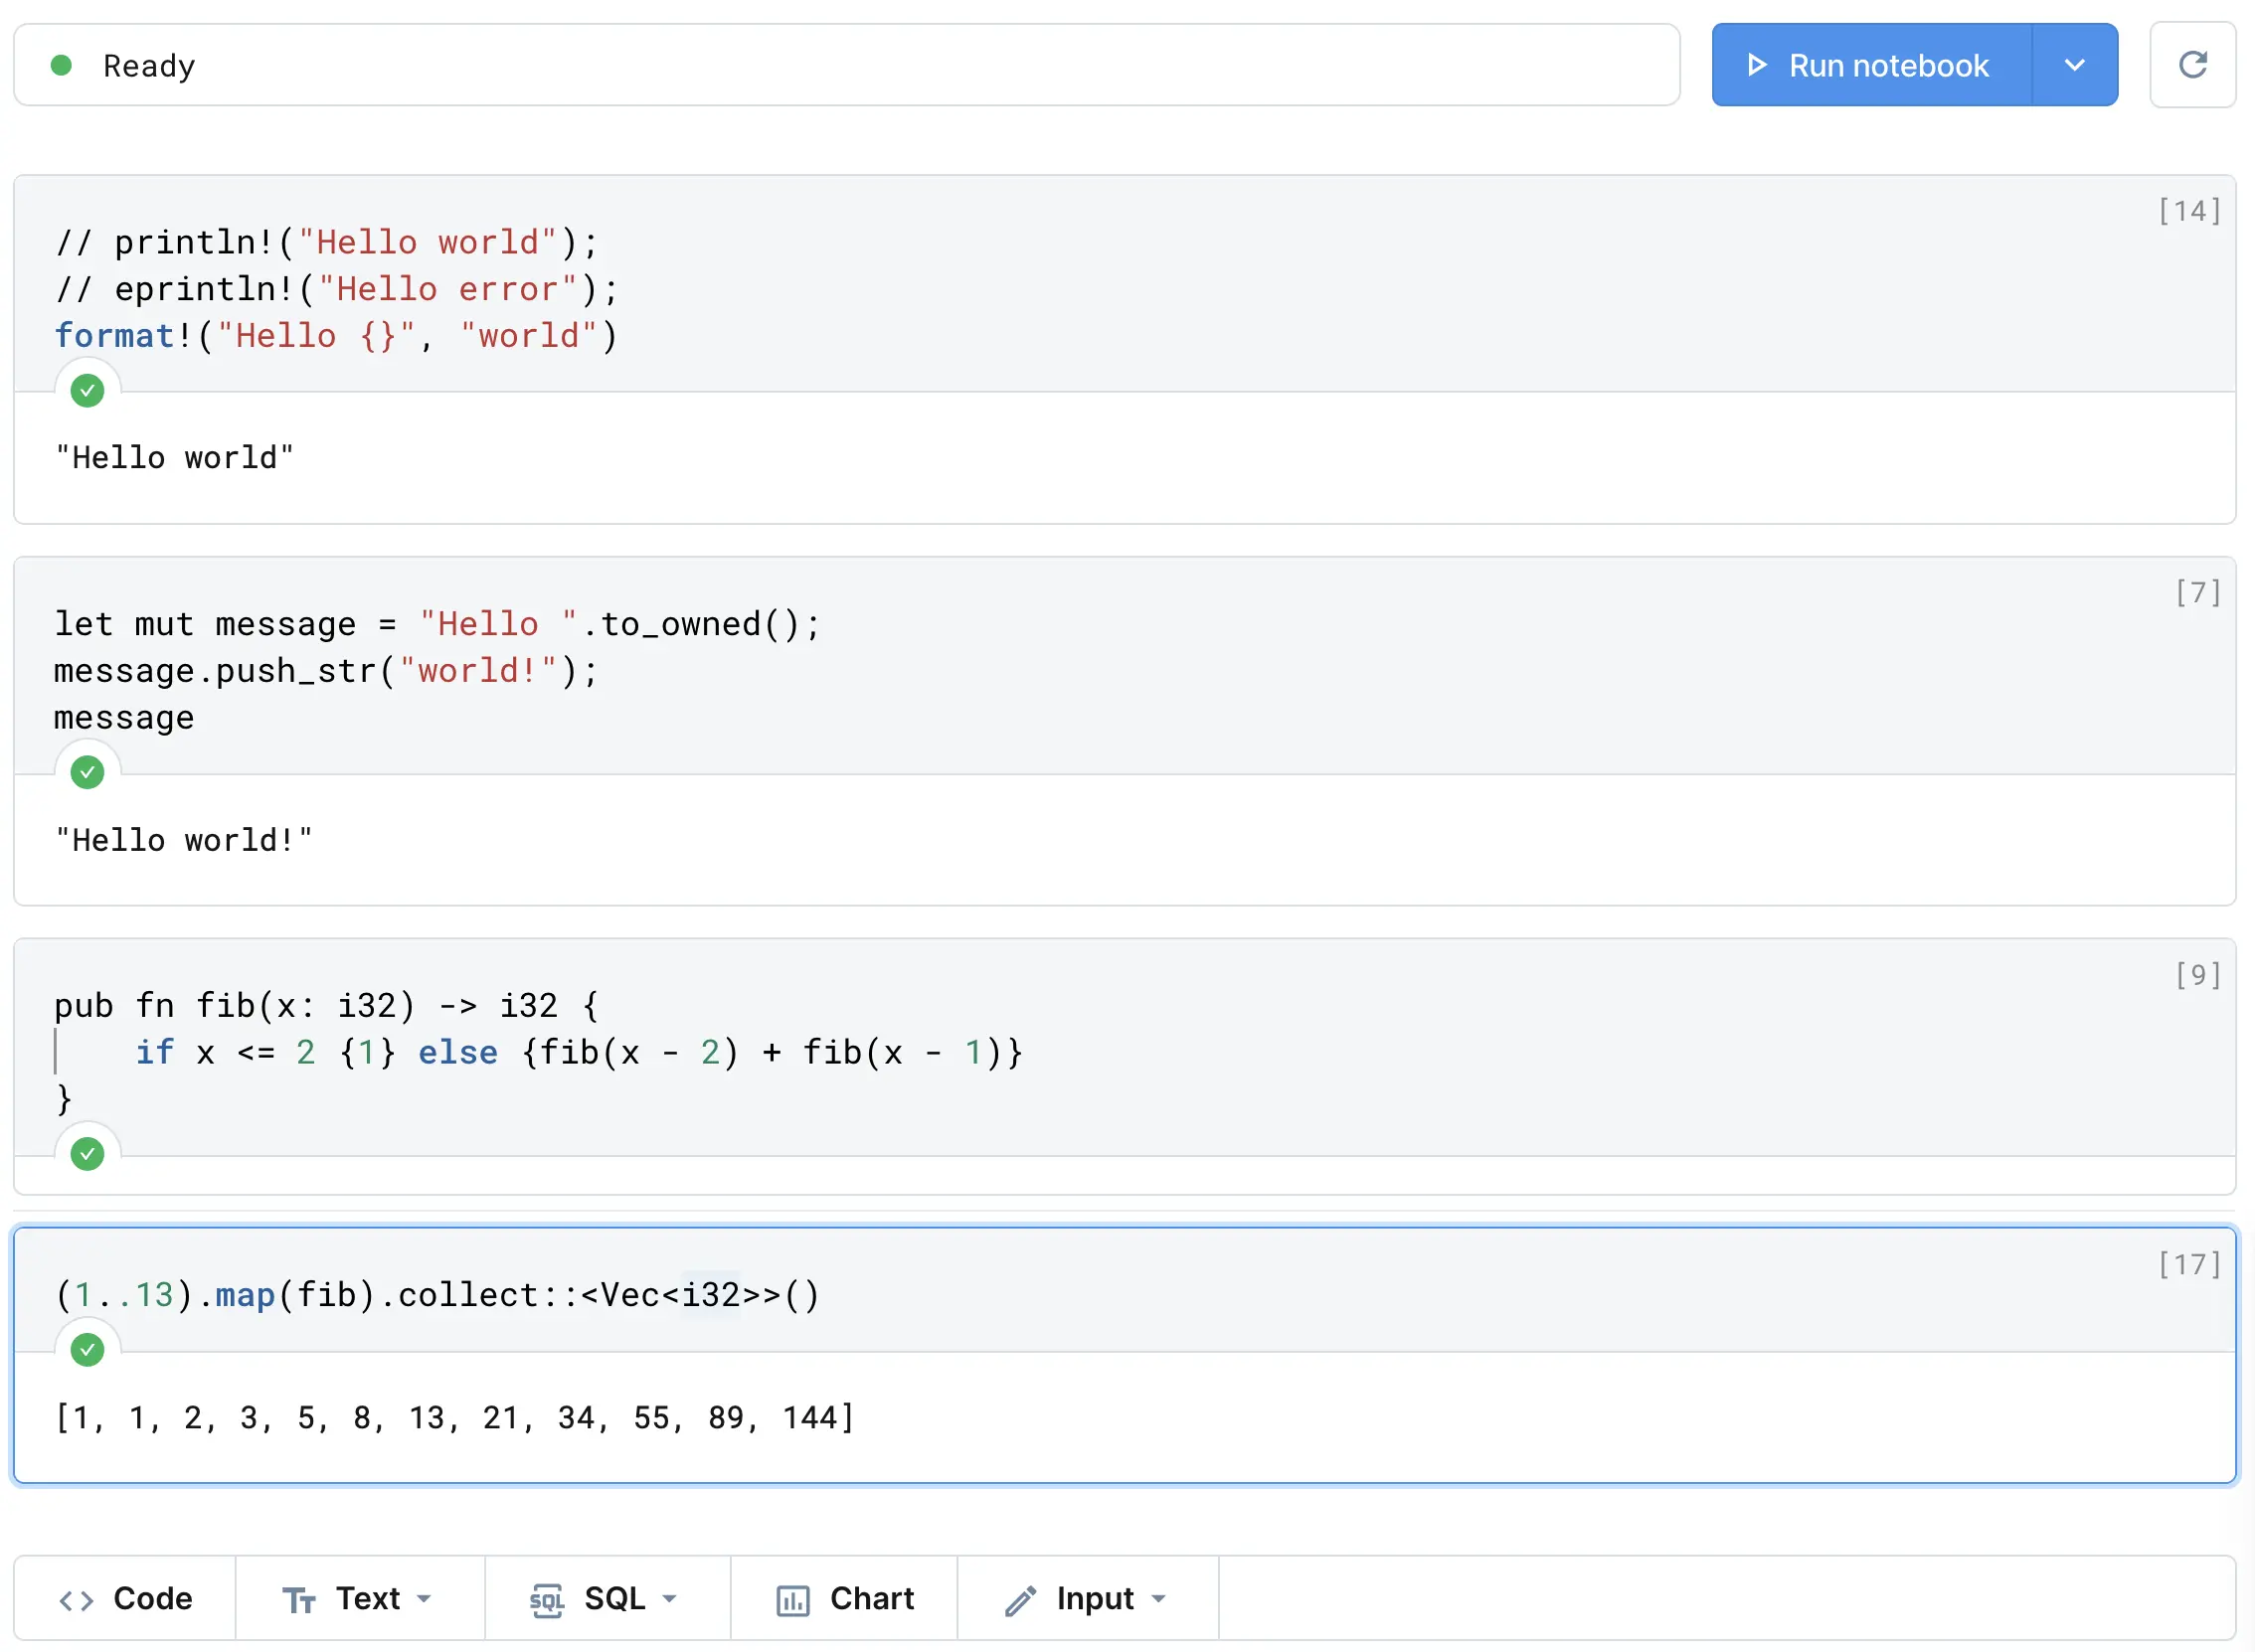 Ready
Run notebook
[14]
// println!("Hello world");
// eprintln!("Hello error");
format!("Hello {}", "world")
"Hello world"
[7]
let mut message = "Hello ".to_owned();
message.push_str("world!");
message
"Hello world!"
[9]
pub fn fib(x: i32) -> i32 {
    if x <= 2 {1} else {fib(x - 2) + fib(x - 1)}
}
[17]
(1..13).map(fib).collect::<Vec<i32>>()
[1, 1, 2, 3, 5, 8, 13, 21, 34, 55, 89, 144]
Code
Tт Text
SQL SQL
Chart
Input